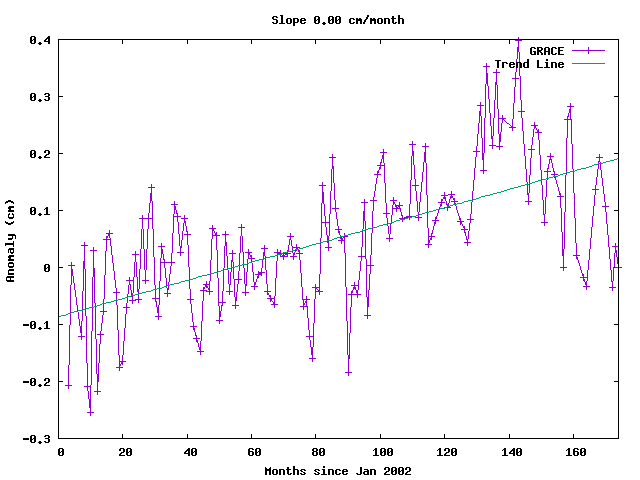 Slope 0.00 cm/month
GRACE
Trend Line
0.4
0.3
0.2
0.1
0
-0.1
-0.2
-0.3
Anomaly (cm)
0 20 40 60 80 100 120 140 160
Months since Jan 2002